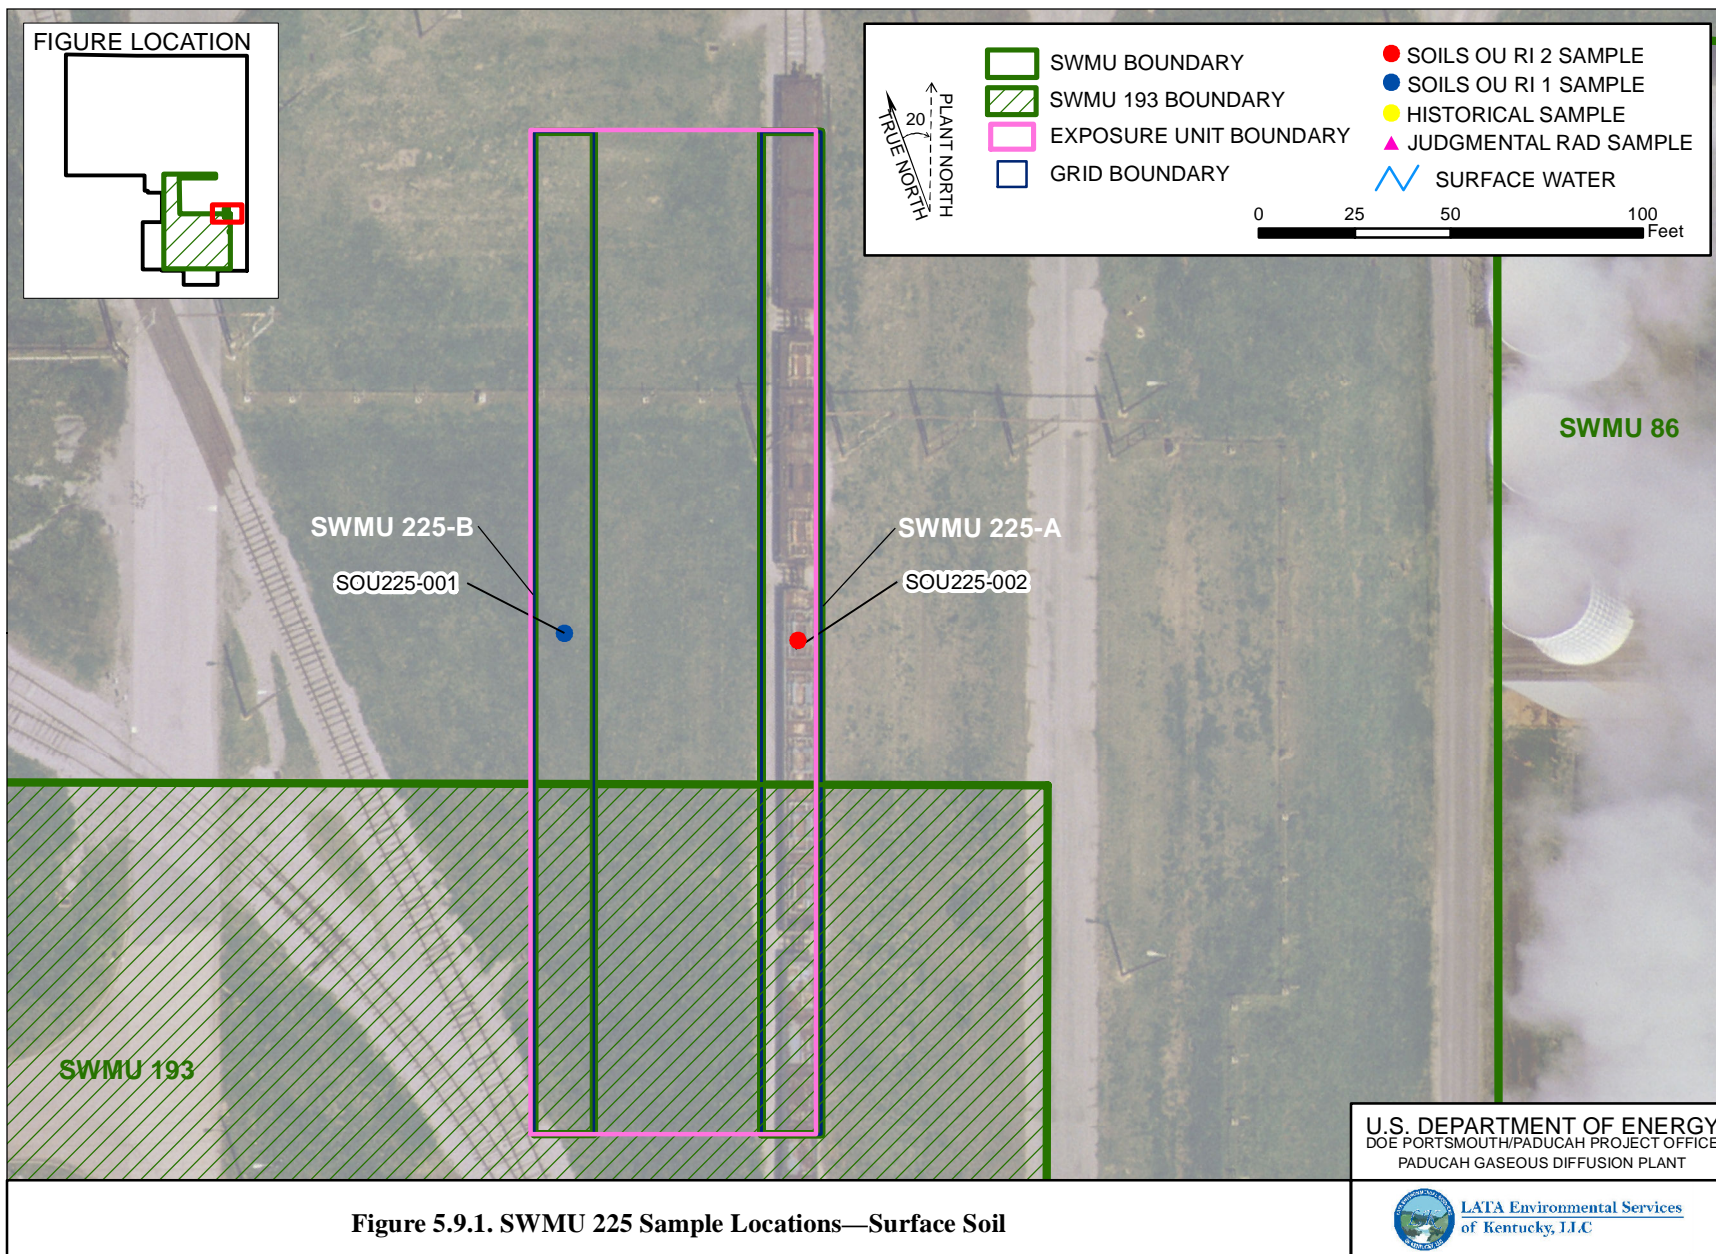 FIGURE LOCATION
SWMU BOUNDARY
SWMU 193 BOUNDARY
EXPOSURE UNIT BOUNDARY
GRID BOUNDARY
SOILS OU RI 2 SAMPLE
SOILS OU RI 1 SAMPLE
HISTORICAL SAMPLE
JUDGMENTAL RAD SAMPLE
SURFACE WATER
20
TRUE NORTH
PLANT NORTH
0 25 50 100
Feet
SWMU 86
SWMU 225-B
SWMU 225-A
SOU225-001
SOU225-002
SWMU 193
U.S. DEPARTMENT OF ENERGY
DOE PORTSMOUTH/PADUCAH PROJECT OFFICE
PADUCAH GASEOUS DIFFUSION PLANT
Figure 5.9.1. SWMU 225 Sample Locations—Surface Soil
LATA Environmental Services
of Kentucky, LLC